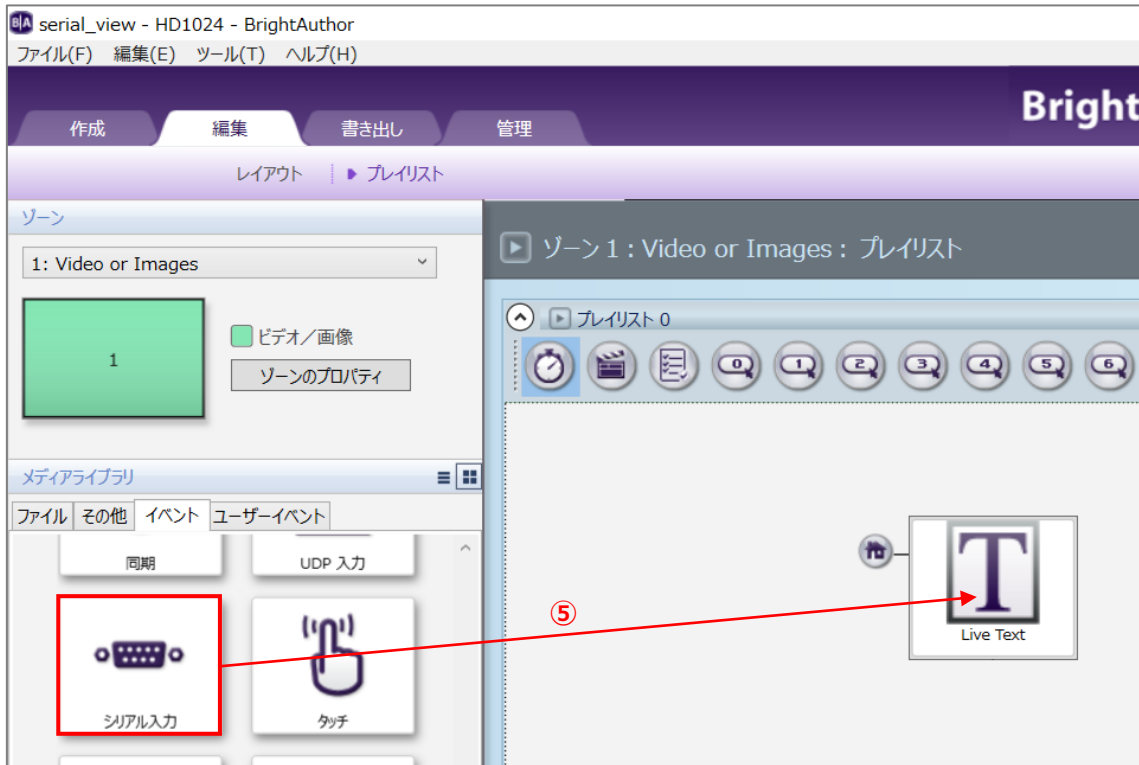 BA serial_view - HD1024 - BrightAuthor
ファイル(F) 編集(E) ツール(T) ヘルプ(H)
Bright
作成 編集 書き出し 管理
レイアウト プレイリスト
ゾーン
ゾーン 1 : Video or Images : プレイリスト
1: Video or Images
プレイリスト 0
1
ビデオ／画像
ゾーンのプロパティ
0 1 2 3 4 5 6
メディアライブラリ
ファイル その他 イベント ユーザーイベント
同期 UDP 入力
T
Live Text
⑤
シリアル入力 タッチ